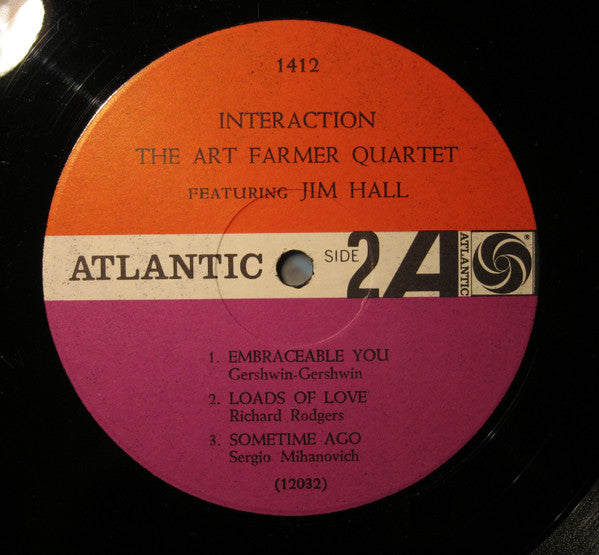 1412
INTERACTION
THE ART FARMER QUARTET
FEATURING JIM HALL
ATLANTIC SIDE 2 A ATLANTIC ®
1. EMBRACEABLE YOU
Gershwin-Gershwin
2. LOADS OF LOVE
Richard Rodgers
3. SOMETIME AGO
Sergio Mihanovich
(12032)